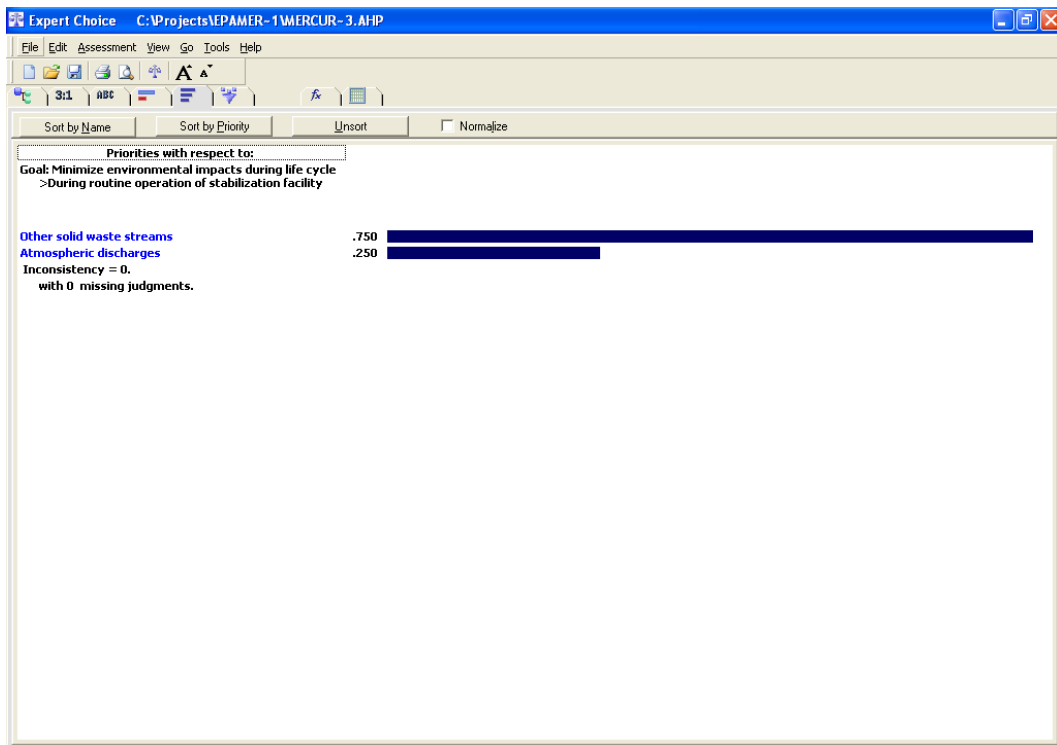 Expert Choice C:\Projects\EPAMER~1\MERCUR~3.AHP
File Edit Assessment View Go Tools Help
A A
3:1 ABC fx
Sort by Name Sort by Priority Unsort Normalize
Priorities with respect to:
Goal: Minimize environmental impacts during life cycle
>During routine operation of stabilization facility
Other solid waste streams .750
Atmospheric discharges .250
Inconsistency = 0.
with 0 missing judgments.